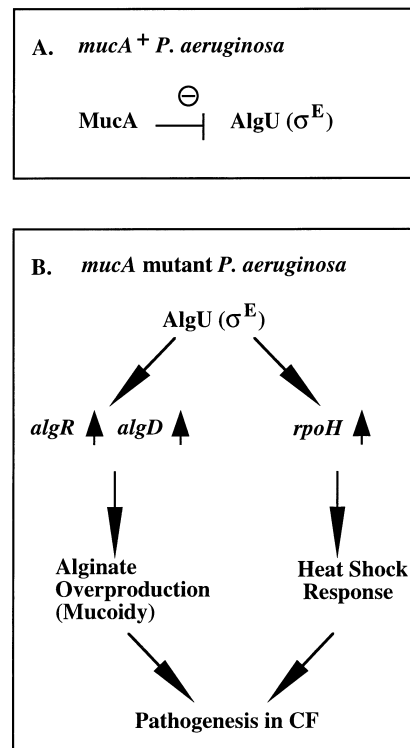 A. mucA+ P. aeruginosa
⊖
MucA AlgU (σE)
B. mucA mutant P. aeruginosa
AlgU (σE)
algR algD rpoH
Alginate
Overproduction
(Mucoidy)
Heat Shock
Response
Pathogenesis in CF